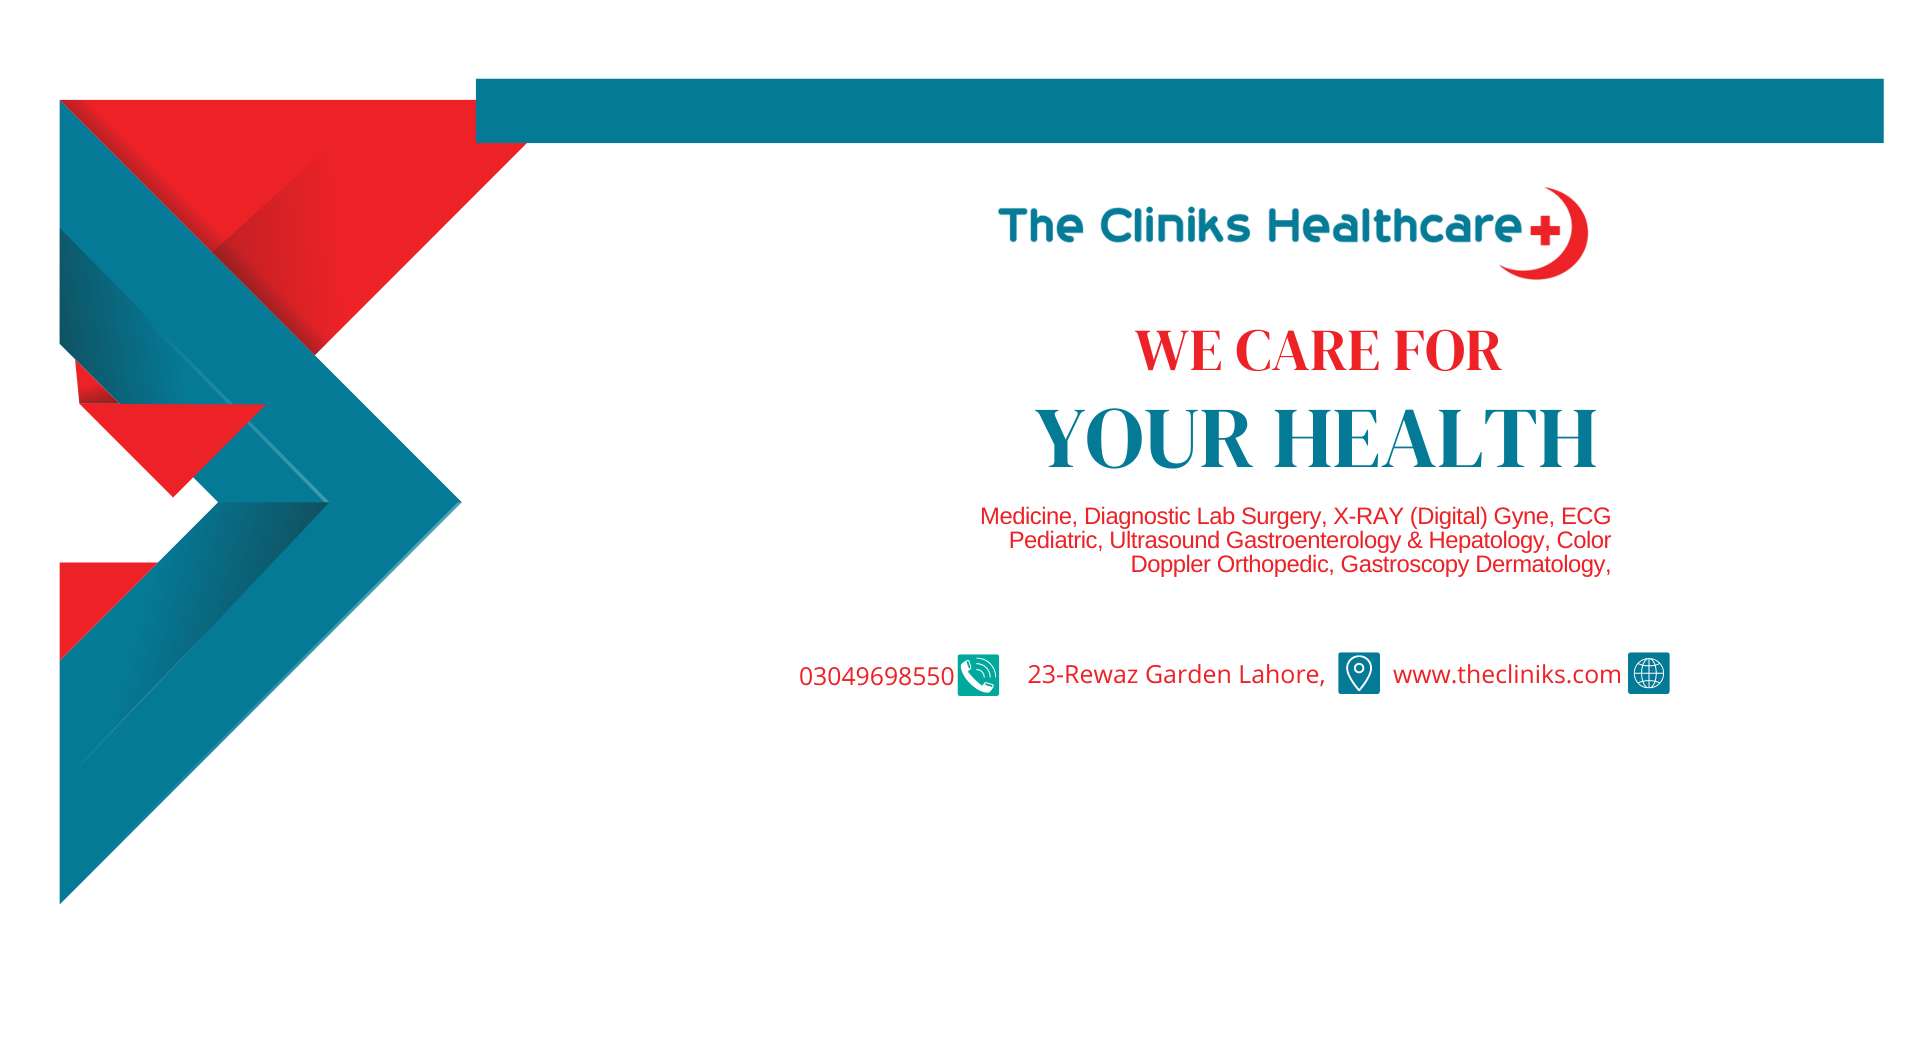 The Cliniks Healthcare
WE CARE FOR
YOUR HEALTH
Medicine, Diagnostic Lab Surgery, X-RAY (Digital) Gyne, ECG
Pediatric, Ultrasound Gastroenterology & Hepatology, Color
Doppler Orthopedic, Gastroscopy Dermatology,
03049698550 23-Rewaz Garden Lahore, www.thecliniks.com